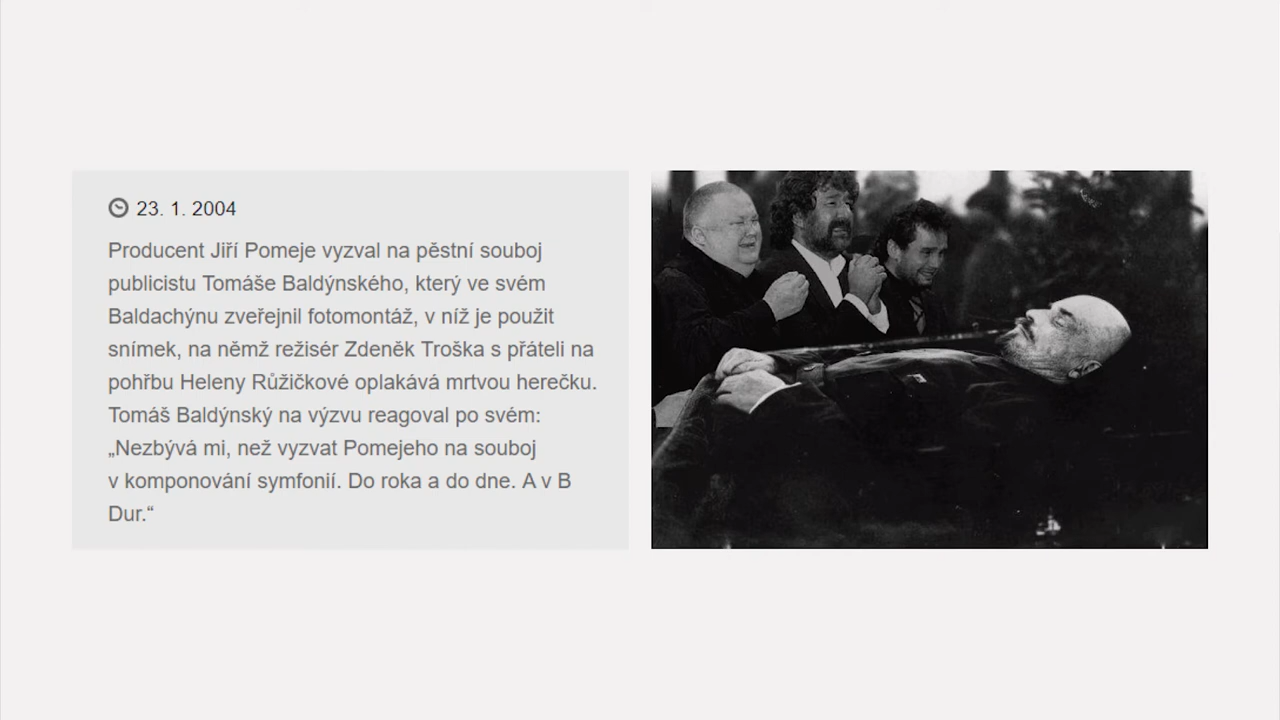 23. 1. 2004
Producent Jiří Pomeje vyzval na pěstní souboj
publicistu Tomáše Baldýnského, který ve svém
Baldachýnu zveřejnil fotomontáž, v níž je použit
snímek, na němž režisér Zdeněk Troška s přáteli na
pohřbu Heleny Růžičkové oplakává mrtvou herečku.
Tomáš Baldýnský na výzvu reagoval po svém:
„Nezbývá mi, než vyzvat Pomejeho na souboj
v komponování symfonií. Do roka a do dne. A v B
Dur.“